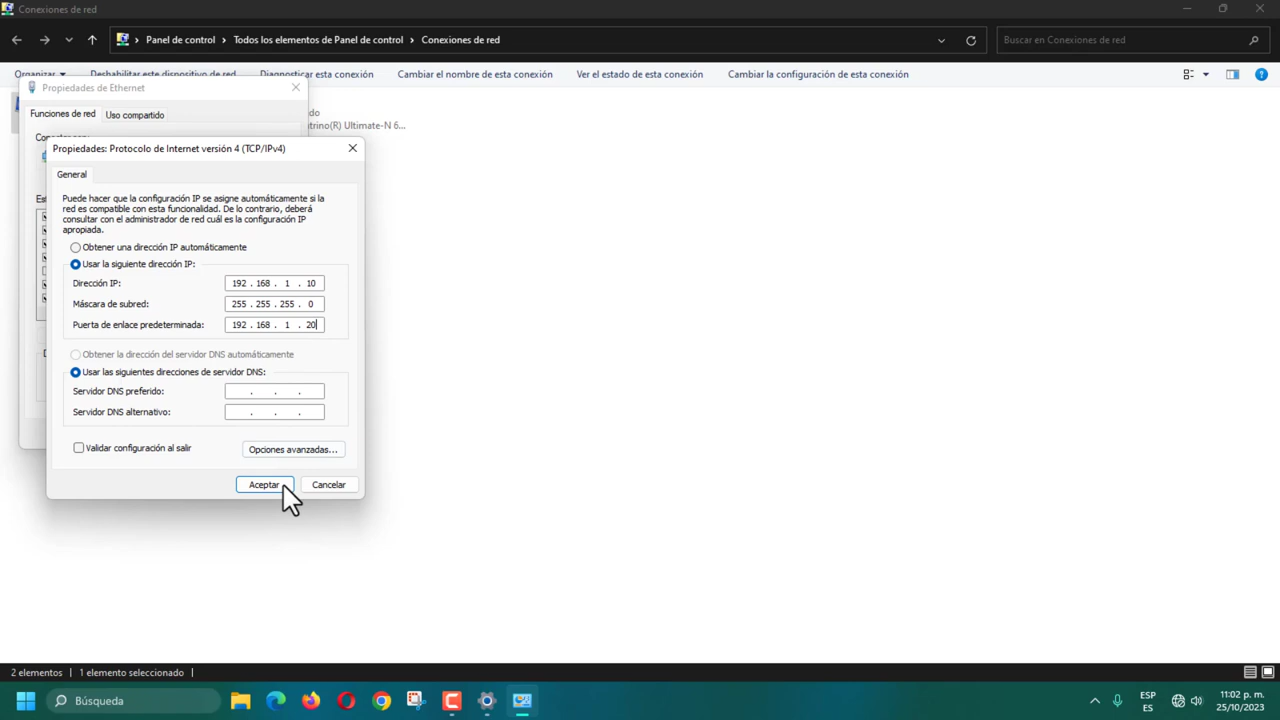 Conexiones de red
Panel de control > Todos los elementos de Panel de control > Conexiones de red
Buscar en Conexiones de red
Organizar Deshabilitar este dispositivo de red Diagnosticar esta conexión Cambiar el nombre de esta conexión Ver el estado de esta conexión Cambiar la configuración de esta conexión
Propiedades de Ethernet
Funciones de red Uso compartido
Ultimate-N 6...
Propiedades: Protocolo de Internet versión 4 (TCP/IPv4)
General
Puede hacer que la configuración IP se asigne automáticamente si la
red es compatible con esta funcionalidad. De lo contrario, deberá
consultar con el administrador de red cuál es la configuración IP
apropiada.
Obtener una dirección IP automáticamente
Usar la siguiente dirección IP:
Dirección IP: 192 . 168 . 1 . 10
Máscara de subred: 255 . 255 . 255 . 0
Puerta de enlace predeterminada: 192 . 168 . 1 . 20
Obtener la dirección del servidor DNS automáticamente
Usar las siguientes direcciones de servidor DNS:
Servidor DNS preferido: . . .
Servidor DNS alternativo: . . .
Validar configuración al salir
Opciones avanzadas...
Aceptar Cancelar
2 elementos 1 elemento seleccionado
Búsqueda
ESP
ES
11:02 p. m.
25/10/2023